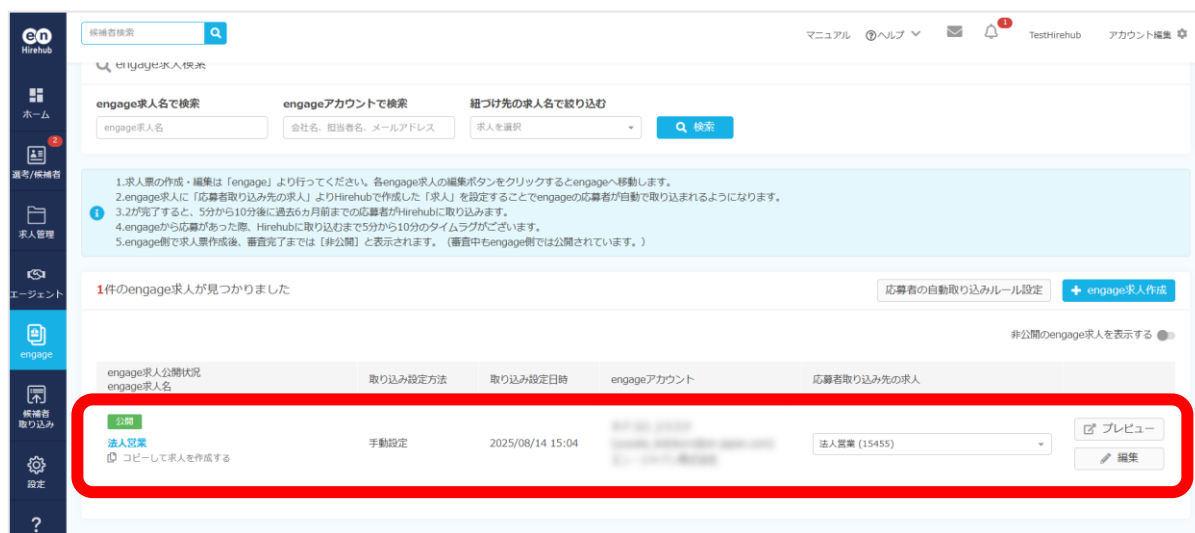 en
Hirehub
候補者検索
マニュアル
?ヘルプ
1
TestHirehub
アカウント編集
engage求人検索
ホーム
2
選考/候補者
求人管理
エージェント
engage
候補者
取り込み
設定
?
engage求人名で検索
engageアカウントで検索
紐づけ先の求人名で絞り込む
engage求人名
会社名、担当者名、メールアドレス
求人を選択
検索
1.求人票の作成・編集は「engage」より行ってください。各engage求人の編集ボタンをクリックするとengageへ移動します。
2.engage求人に「応募者取り込み先の求人」よりHirehubで作成した「求人」を設定することでengageの応募者が自動で取り込まれるようになります。
3.2が完了すると、5分から10分後に過去6ヵ月前までの応募者がHirehubに取り込みます。
4.engageから応募があった際、Hirehubに取り込むまで5分から10分のタイムラグがございます。
5.engage側で求人票作成後、審査完了までは［非公開］と表示されます。（審査中もengage側では公開されています。）
1件のengage求人が見つかりました
応募者の自動取り込みルール設定
+ engage求人作成
非公開のengage求人を表示する
engage求人公開状況
engage求人名
取り込み設定方法
取り込み設定日時
engageアカウント
応募者取り込み先の求人
公開
法人営業
コピーして求人を作成する
手動設定
2025/08/14 15:04
法人営業 (15455)
プレビュー
編集